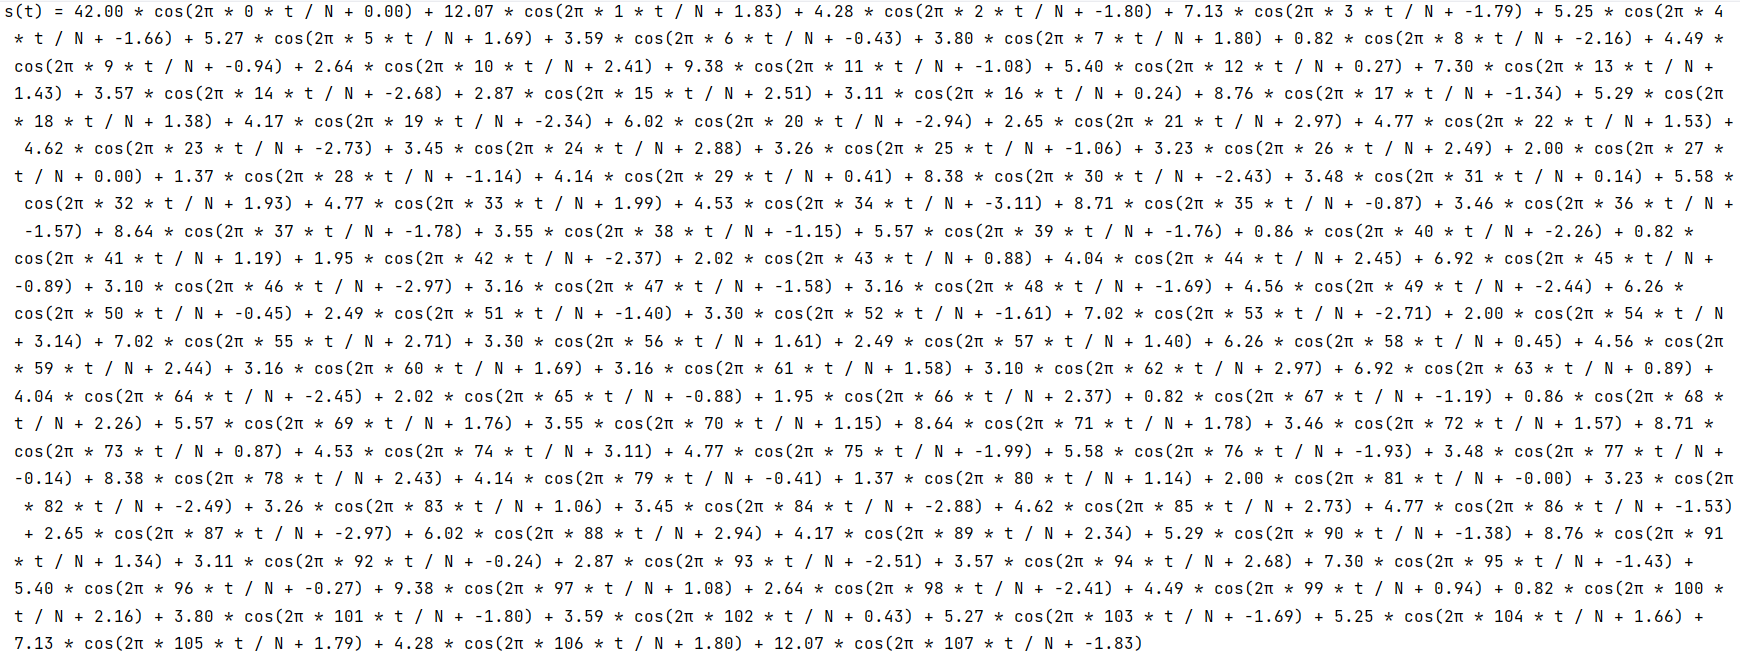 s(t) = 42.00 * cos(2π * 0 * t / N + 0.00) + 12.07 * cos(2π * 1 * t / N + 1.83) + 4.28 * cos(2π * 2 * t / N + -1.80) + 7.13 * cos(2π * 3 * t / N + -1.79) + 5.25 * cos(2π * 4
* t / N + -1.66) + 5.27 * cos(2π * 5 * t / N + 1.69) + 3.59 * cos(2π * 6 * t / N + -0.43) + 3.80 * cos(2π * 7 * t / N + 1.80) + 0.82 * cos(2π * 8 * t / N + -2.16) + 4.49 *
cos(2π * 9 * t / N + -0.94) + 2.64 * cos(2π * 10 * t / N + 2.41) + 9.38 * cos(2π * 11 * t / N + -1.08) + 5.40 * cos(2π * 12 * t / N + 0.27) + 7.30 * cos(2π * 13 * t / N +
1.43) + 3.57 * cos(2π * 14 * t / N + -2.68) + 2.87 * cos(2π * 15 * t / N + 2.51) + 3.11 * cos(2π * 16 * t / N + 0.24) + 8.76 * cos(2π * 17 * t / N + -1.34) + 5.29 * cos(2π
* 18 * t / N + 1.38) + 4.17 * cos(2π * 19 * t / N + -2.34) + 6.02 * cos(2π * 20 * t / N + -2.94) + 2.65 * cos(2π * 21 * t / N + 2.97) + 4.77 * cos(2π * 22 * t / N + 1.53) +
4.62 * cos(2π * 23 * t / N + -2.73) + 3.45 * cos(2π * 24 * t / N + 2.88) + 3.26 * cos(2π * 25 * t / N + -1.06) + 3.23 * cos(2π * 26 * t / N + 2.49) + 2.00 * cos(2π * 27 *
t / N + 0.00) + 1.37 * cos(2π * 28 * t / N + -1.14) + 4.14 * cos(2π * 29 * t / N + 0.41) + 8.38 * cos(2π * 30 * t / N + -2.43) + 3.48 * cos(2π * 31 * t / N + 0.14) + 5.58 *
cos(2π * 32 * t / N + 1.93) + 4.77 * cos(2π * 33 * t / N + 1.99) + 4.53 * cos(2π * 34 * t / N + -3.11) + 8.71 * cos(2π * 35 * t / N + -0.87) + 3.46 * cos(2π * 36 * t / N +
-1.57) + 8.64 * cos(2π * 37 * t / N + -1.78) + 3.55 * cos(2π * 38 * t / N + -1.15) + 5.57 * cos(2π * 39 * t / N + -1.76) + 0.86 * cos(2π * 40 * t / N + -2.26) + 0.82 *
cos(2π * 41 * t / N + 1.19) + 1.95 * cos(2π * 42 * t / N + -2.37) + 2.02 * cos(2π * 43 * t / N + 0.88) + 4.04 * cos(2π * 44 * t / N + 2.45) + 6.92 * cos(2π * 45 * t / N +
-0.89) + 3.10 * cos(2π * 46 * t / N + -2.97) + 3.16 * cos(2π * 47 * t / N + -1.58) + 3.16 * cos(2π * 48 * t / N + -1.69) + 4.56 * cos(2π * 49 * t / N + -2.44) + 6.26 *
cos(2π * 50 * t / N + -0.45) + 2.49 * cos(2π * 51 * t / N + -1.40) + 3.30 * cos(2π * 52 * t / N + -1.61) + 7.02 * cos(2π * 53 * t / N + -2.71) + 2.00 * cos(2π * 54 * t / N
+ 3.14) + 7.02 * cos(2π * 55 * t / N + 2.71) + 3.30 * cos(2π * 56 * t / N + 1.61) + 2.49 * cos(2π * 57 * t / N + 1.40) + 6.26 * cos(2π * 58 * t / N + 0.45) + 4.56 * cos(2π
* 59 * t / N + 2.44) + 3.16 * cos(2π * 60 * t / N + 1.69) + 3.16 * cos(2π * 61 * t / N + 1.58) + 3.10 * cos(2π * 62 * t / N + 2.97) + 6.92 * cos(2π * 63 * t / N + 0.89) +
4.04 * cos(2π * 64 * t / N + -2.45) + 2.02 * cos(2π * 65 * t / N + -0.88) + 1.95 * cos(2π * 66 * t / N + 2.37) + 0.82 * cos(2π * 67 * t / N + -1.19) + 0.86 * cos(2π * 68 *
t / N + 2.26) + 5.57 * cos(2π * 69 * t / N + 1.76) + 3.55 * cos(2π * 70 * t / N + 1.15) + 8.64 * cos(2π * 71 * t / N + 1.78) + 3.46 * cos(2π * 72 * t / N + 1.57) + 8.71 *
cos(2π * 73 * t / N + 0.87) + 4.53 * cos(2π * 74 * t / N + 3.11) + 4.77 * cos(2π * 75 * t / N + -1.99) + 5.58 * cos(2π * 76 * t / N + -1.93) + 3.48 * cos(2π * 77 * t / N +
-0.14) + 8.38 * cos(2π * 78 * t / N + 2.43) + 4.14 * cos(2π * 79 * t / N + -0.41) + 1.37 * cos(2π * 80 * t / N + 1.14) + 2.00 * cos(2π * 81 * t / N + -0.00) + 3.23 * cos(2π
* 82 * t / N + -2.49) + 3.26 * cos(2π * 83 * t / N + 1.06) + 3.45 * cos(2π * 84 * t / N + -2.88) + 4.62 * cos(2π * 85 * t / N + 2.73) + 4.77 * cos(2π * 86 * t / N + -1.53)
+ 2.65 * cos(2π * 87 * t / N + -2.97) + 6.02 * cos(2π * 88 * t / N + 2.94) + 4.17 * cos(2π * 89 * t / N + 2.34) + 5.29 * cos(2π * 90 * t / N + -1.38) + 8.76 * cos(2π * 91
* t / N + 1.34) + 3.11 * cos(2π * 92 * t / N + -0.24) + 2.87 * cos(2π * 93 * t / N + -2.51) + 3.57 * cos(2π * 94 * t / N + 2.68) + 7.30 * cos(2π * 95 * t / N + -1.43) +
5.40 * cos(2π * 96 * t / N + -0.27) + 9.38 * cos(2π * 97 * t / N + 1.08) + 2.64 * cos(2π * 98 * t / N + -2.41) + 4.49 * cos(2π * 99 * t / N + 0.94) + 0.82 * cos(2π * 100 *
t / N + 2.16) + 3.80 * cos(2π * 101 * t / N + -1.80) + 3.59 * cos(2π * 102 * t / N + 0.43) + 5.27 * cos(2π * 103 * t / N + -1.69) + 5.25 * cos(2π * 104 * t / N + 1.66) +
7.13 * cos(2π * 105 * t / N + 1.79) + 4.28 * cos(2π * 106 * t / N + 1.80) + 12.07 * cos(2π * 107 * t / N + -1.83)